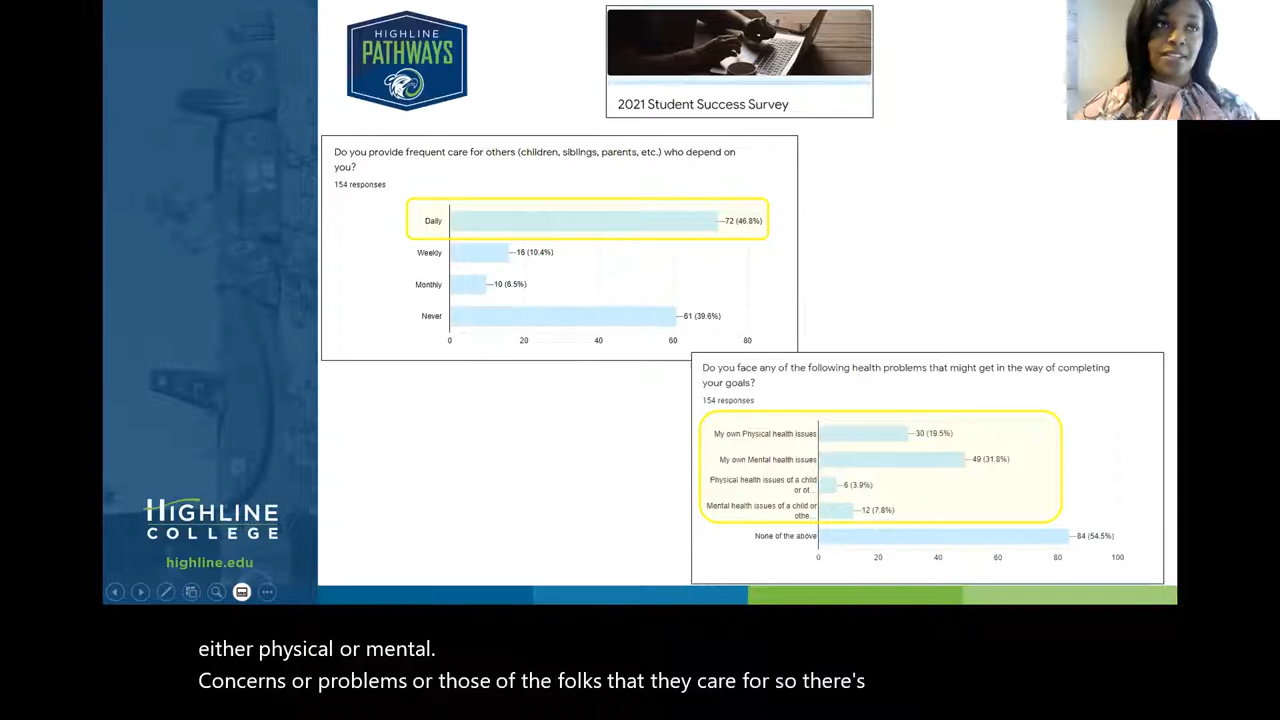 HIGHLINE
PATHWAYS
2021 Student Success Survey
Do you provide frequent care for others (children, siblings, parents, etc.) who depend on
you?
154 responses
Daily
72 (46.8%)
Weekly
16 (10.4%)
Monthly
10 (6.5%)
Never
61 (39.6%)
0 20 40 60 80
Do you face any of the following health problems that might get in the way of completing
your goals?
154 responses
My own Physical health issues
30 (19.5%)
My own Mental health issues
49 (31.8%)
Physical health issues of a child
or ot...
6 (3.9%)
Mental health issues of a child or
othe...
12 (7.8%)
None of the above
84 (54.5%)
0 20 40 60 80 100
HIGHLINE
COLLEGE
highline.edu
either physical or mental.
Concerns or problems or those of the folks that they care for so there's